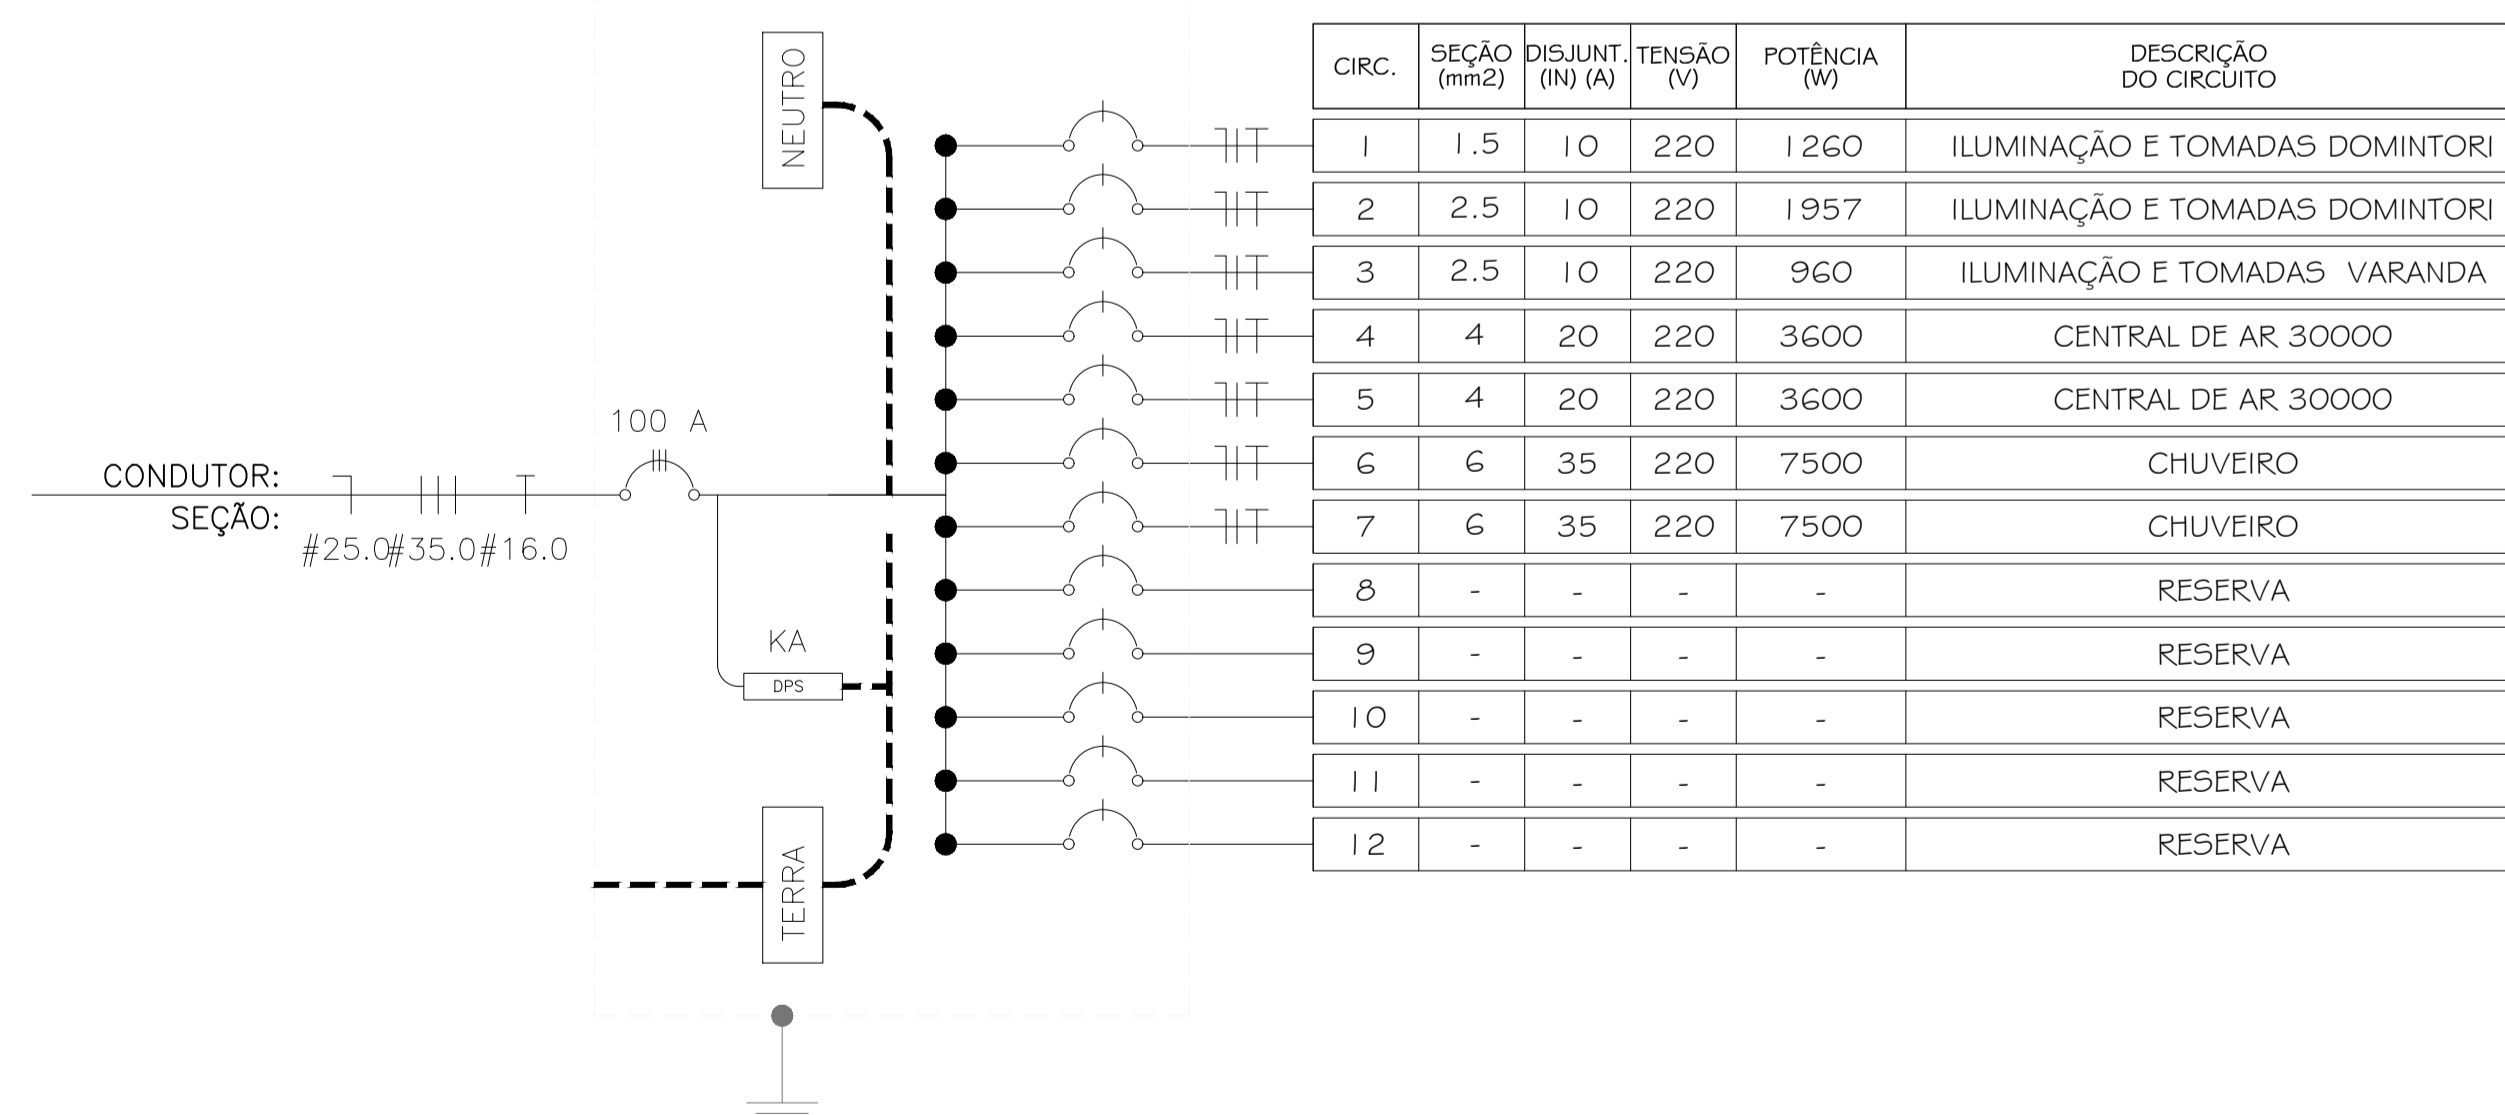 NEUTRO
100 A
CONDUTOR:
SEÇÃO:
#25.0 #35.0 #16.0
KA
DPS
TERRA
CIRC. SEÇÃO (mm2) DISJUNT. (IN) (A) TENSÃO (V) POTÊNCIA (W) DESCRIÇÃO DO CIRCUITO
1 1.5 10 220 1260 ILUMINAÇÃO E TOMADAS DOMINTORI
2 2.5 10 220 1957 ILUMINAÇÃO E TOMADAS DOMINTORI
3 2.5 10 220 960 ILUMINAÇÃO E TOMADAS VARANDA
4 4 20 220 3600 CENTRAL DE AR 30000
5 4 20 220 3600 CENTRAL DE AR 30000
6 6 35 220 7500 CHUVEIRO
7 6 35 220 7500 CHUVEIRO
8 - - - - RESERVA
9 - - - - RESERVA
10 - - - - RESERVA
11 - - - - RESERVA
12 - - - - RESERVA